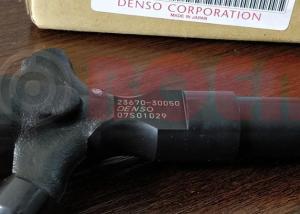 DENSO CORPORATION
MADE IN JAPAN
23670-30050
DENSO
07S01029